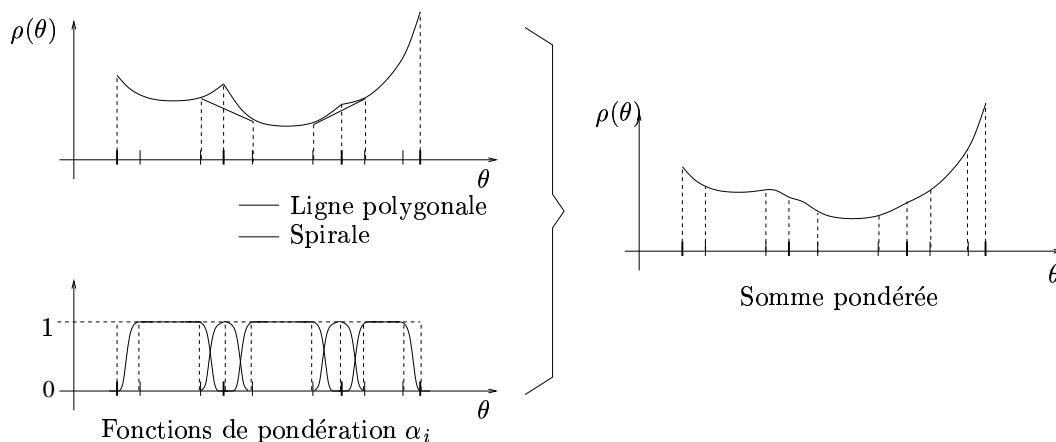 ρ(θ)
θ
Ligne polygonale
Spirale
1
0
θ
Fonctions de pondération αi
ρ(θ)
θ
Somme pondérée